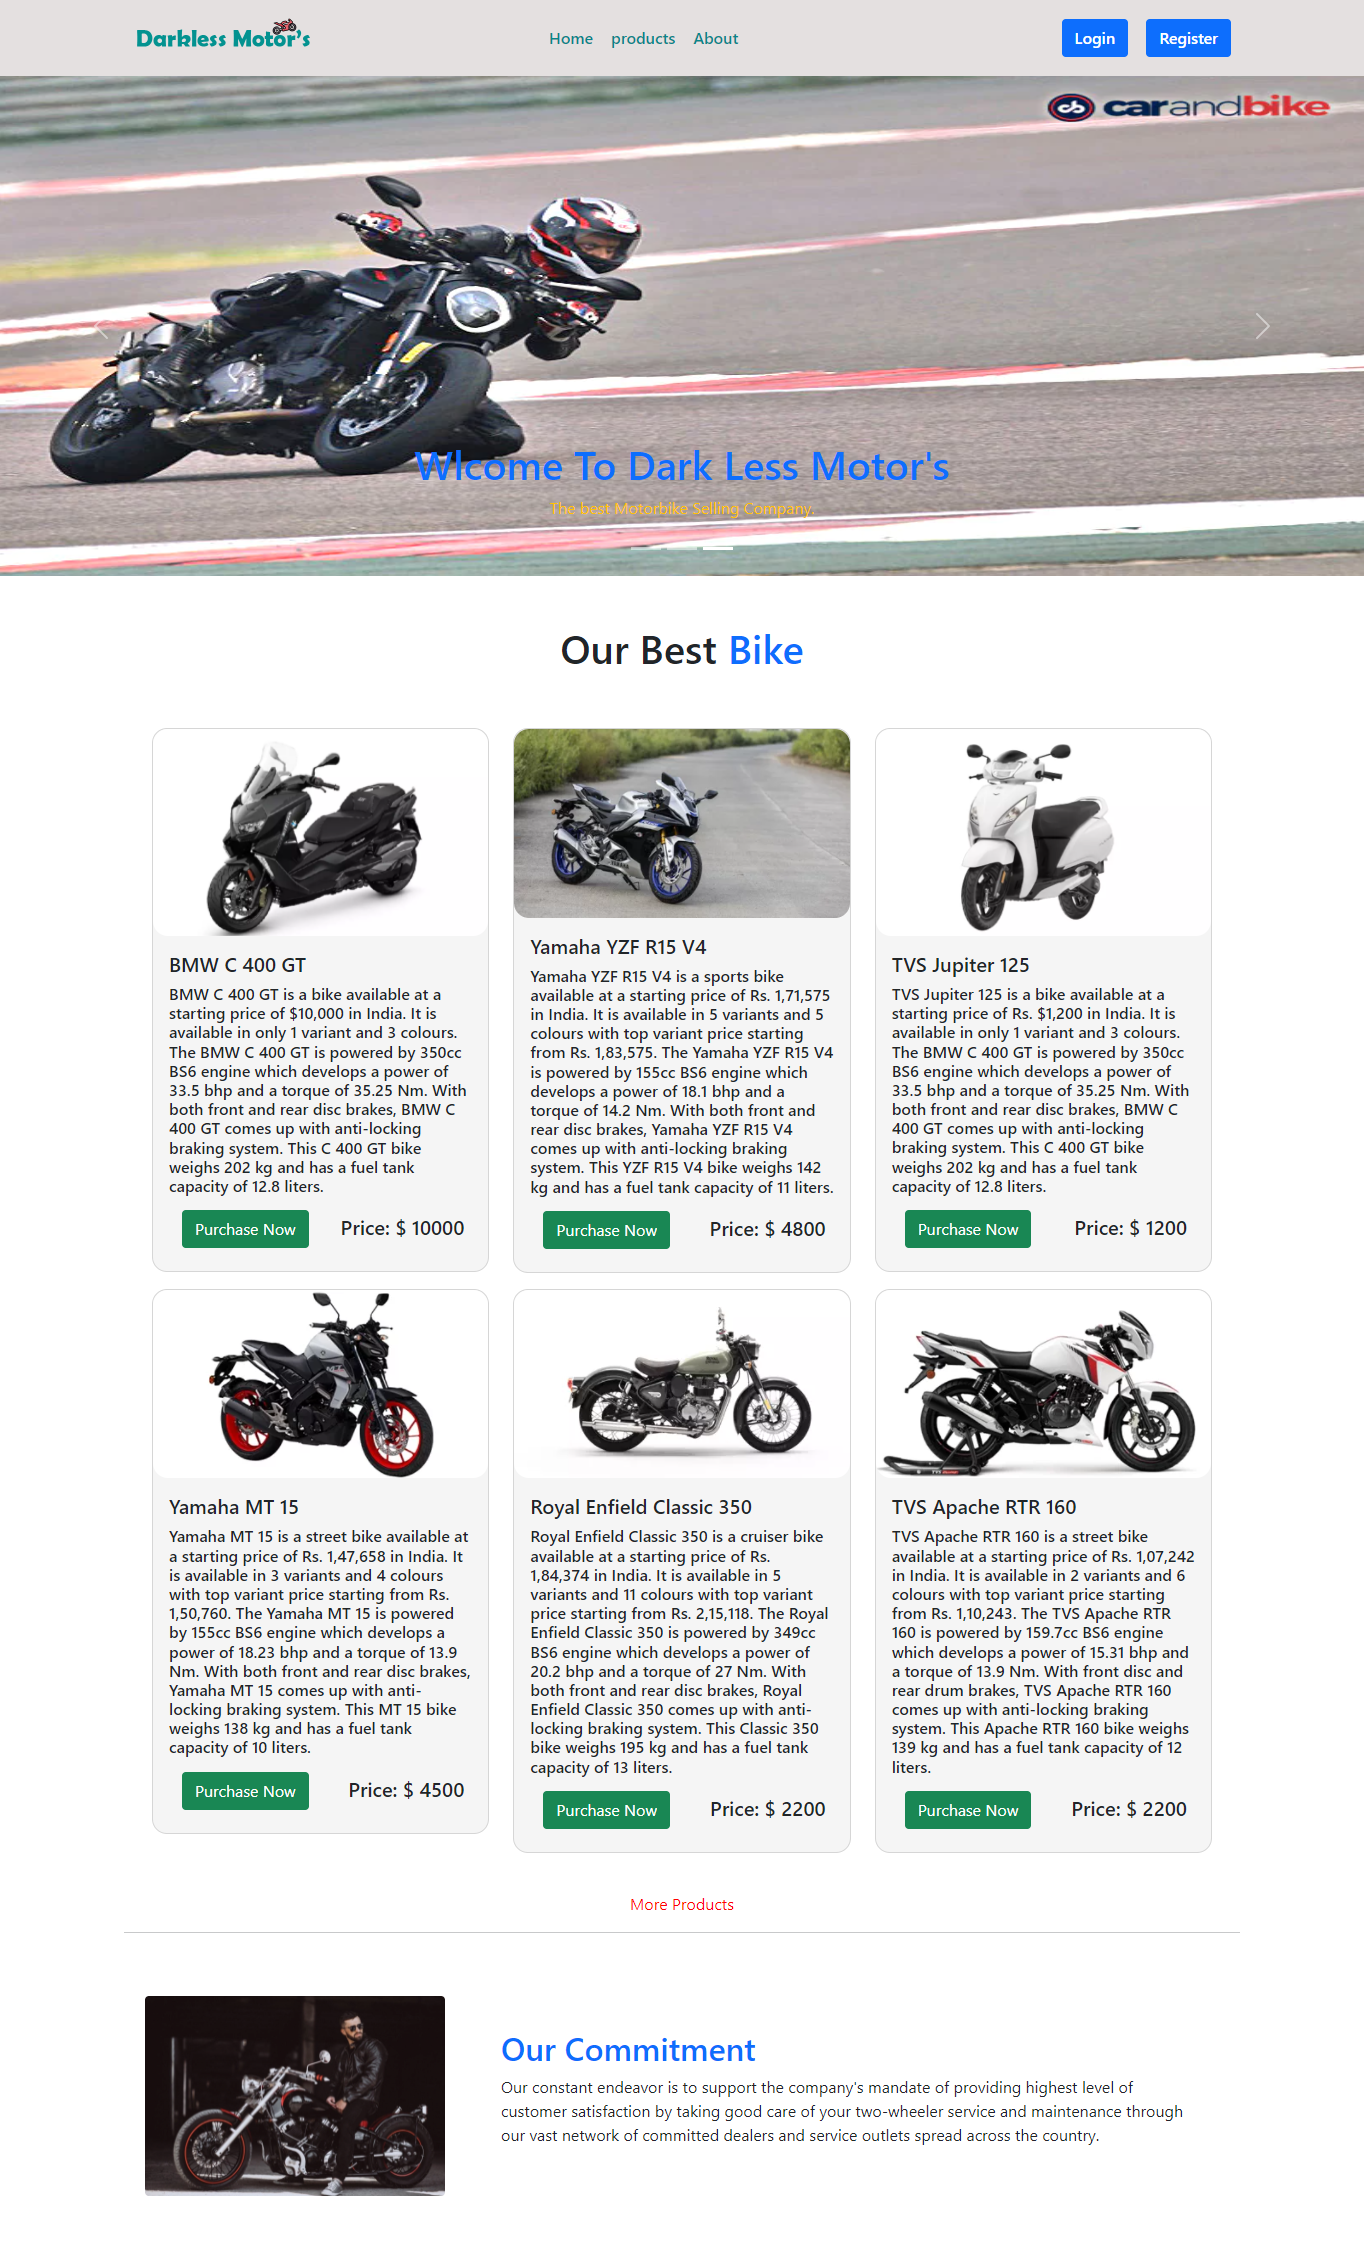 Darkless Motor's
Home products About
Login Register
carandbike
Wlcome To Dark Less Motor's
The best Motorbike Selling Company.
Our Best Bike
BMW C 400 GT
BMW C 400 GT is a bike available at a
starting price of $10,000 in India. It is
available in only 1 variant and 3 colours.
The BMW C 400 GT is powered by 350cc
BS6 engine which develops a power of
33.5 bhp and a torque of 35.25 Nm. With
both front and rear disc brakes, BMW C
400 GT comes up with anti-locking
braking system. This C 400 GT bike
weighs 202 kg and has a fuel tank
capacity of 12.8 liters.
Purchase Now Price: $ 10000
Yamaha YZF R15 V4
Yamaha YZF R15 V4 is a sports bike
available at a starting price of Rs. 1,71,575
in India. It is available in 5 variants and 5
colours with top variant price starting
from Rs. 1,83,575. The Yamaha YZF R15 V4
is powered by 155cc BS6 engine which
develops a power of 18.1 bhp and a
torque of 14.2 Nm. With both front and
rear disc brakes, Yamaha YZF R15 V4
comes up with anti-locking braking
system. This YZF R15 V4 bike weighs 142
kg and has a fuel tank capacity of 11 liters.
Purchase Now Price: $ 4800
TVS Jupiter 125
TVS Jupiter 125 is a bike available at a
starting price of Rs. $1,200 in India. It is
available in only 1 variant and 3 colours.
The BMW C 400 GT is powered by 350cc
BS6 engine which develops a power of
33.5 bhp and a torque of 35.25 Nm. With
both front and rear disc brakes, BMW C
400 GT comes up with anti-locking
braking system. This C 400 GT bike
weighs 202 kg and has a fuel tank
capacity of 12.8 liters.
Purchase Now Price: $ 1200
Yamaha MT 15
Yamaha MT 15 is a street bike available at
a starting price of Rs. 1,47,658 in India. It
is available in 3 variants and 4 colours
with top variant price starting from Rs.
1,50,760. The Yamaha MT 15 is powered
by 155cc BS6 engine which develops a
power of 18.23 bhp and a torque of 13.9
Nm. With both front and rear disc brakes,
Yamaha MT 15 comes up with anti-
locking braking system. This MT 15 bike
weighs 138 kg and has a fuel tank
capacity of 10 liters.
Purchase Now Price: $ 4500
Royal Enfield Classic 350
Royal Enfield Classic 350 is a cruiser bike
available at a starting price of Rs.
1,84,374 in India. It is available in 5
variants and 11 colours with top variant
price starting from Rs. 2,15,118. The Royal
Enfield Classic 350 is powered by 349cc
BS6 engine which develops a power of
20.2 bhp and a torque of 27 Nm. With
both front and rear disc brakes, Royal
Enfield Classic 350 comes up with anti-
locking braking system. This Classic 350
bike weighs 195 kg and has a fuel tank
capacity of 13 liters.
Purchase Now Price: $ 2200
TVS Apache RTR 160
TVS Apache RTR 160 is a street bike
available at a starting price of Rs. 1,07,242
in India. It is available in 2 variants and 6
colours with top variant price starting
from Rs. 1,10,243. The TVS Apache RTR
160 is powered by 159.7cc BS6 engine
which develops a power of 15.31 bhp and
a torque of 13.9 Nm. With front disc and
rear drum brakes, TVS Apache RTR 160
comes up with anti-locking braking
system. This Apache RTR 160 bike weighs
139 kg and has a fuel tank capacity of 12
liters.
Purchase Now Price: $ 2200
More Products
Our Commitment
Our constant endeavor is to support the company's mandate of providing highest level of
customer satisfaction by taking good care of your two-wheeler service and maintenance through
our vast network of committed dealers and service outlets spread across the country.